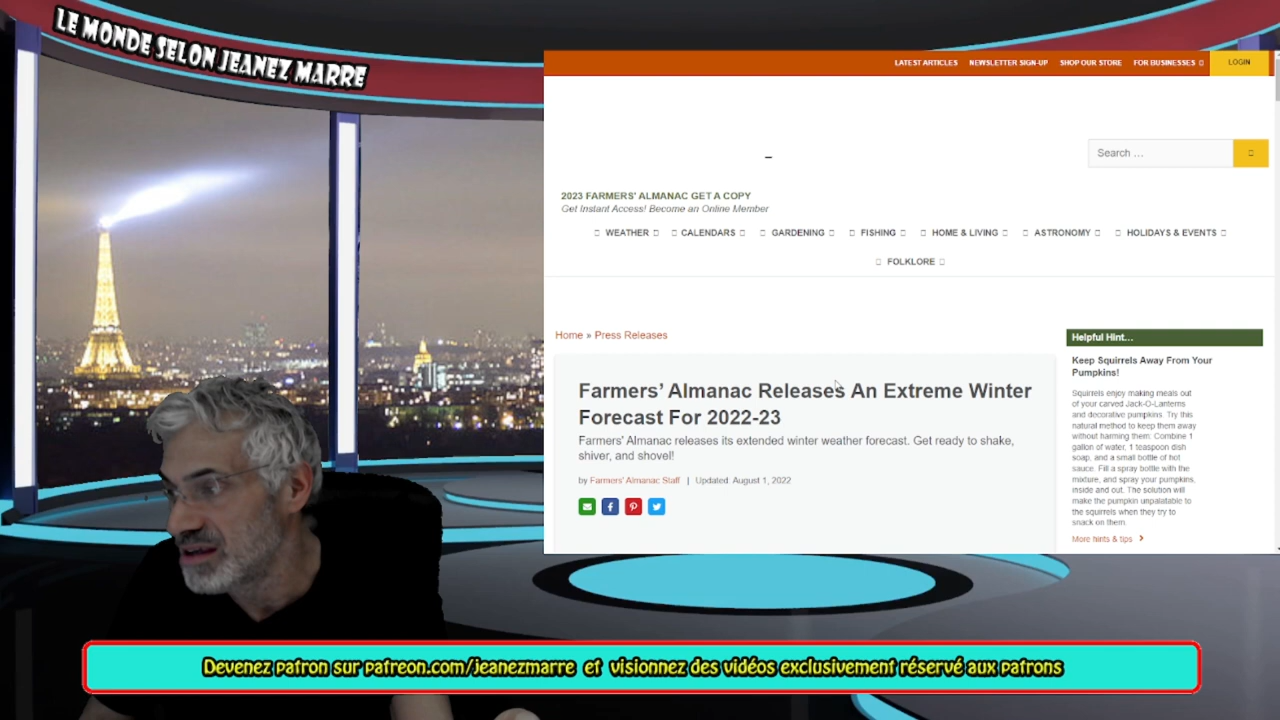 LE MONDE SELON JEANEZ MARRE
LATEST ARTICLES NEWSLETTER SIGN-UP SHOP OUR STORE FOR BUSINESSES LOGIN
Search …
2023 FARMERS' ALMANAC GET A COPY
Get Instant Access! Become an Online Member
WEATHER CALENDARS GARDENING FISHING HOME & LIVING ASTRONOMY HOLIDAYS & EVENTS
FOLKLORE
Home » Press Releases
Farmers' Almanac Releases An Extreme Winter
Forecast For 2022-23
Farmers' Almanac releases its extended winter weather forecast. Get ready to shake,
shiver, and shovel!
by Farmers' Almanac Staff | Updated: August 1, 2022
Helpful Hint...
Keep Squirrels Away From Your
Pumpkins!
Squirrels enjoy making meals out
of your carved Jack-O-Lanterns
and decorative pumpkins. Try this
natural method to keep them away
without harming them: Combine 1
gallon of water, 1 teaspoon dish
soap, and a small bottle of hot
sauce. Fill a spray bottle with the
mixture, and spray your pumpkins,
inside and out. The solution will
make the pumpkin unpalatable to
the squirrels when they try to
snack on them.
More hints & tips
Devenez patron sur patreon.com/jeanezmarre et visionnez des vidéos exclusivement réservé aux patrons